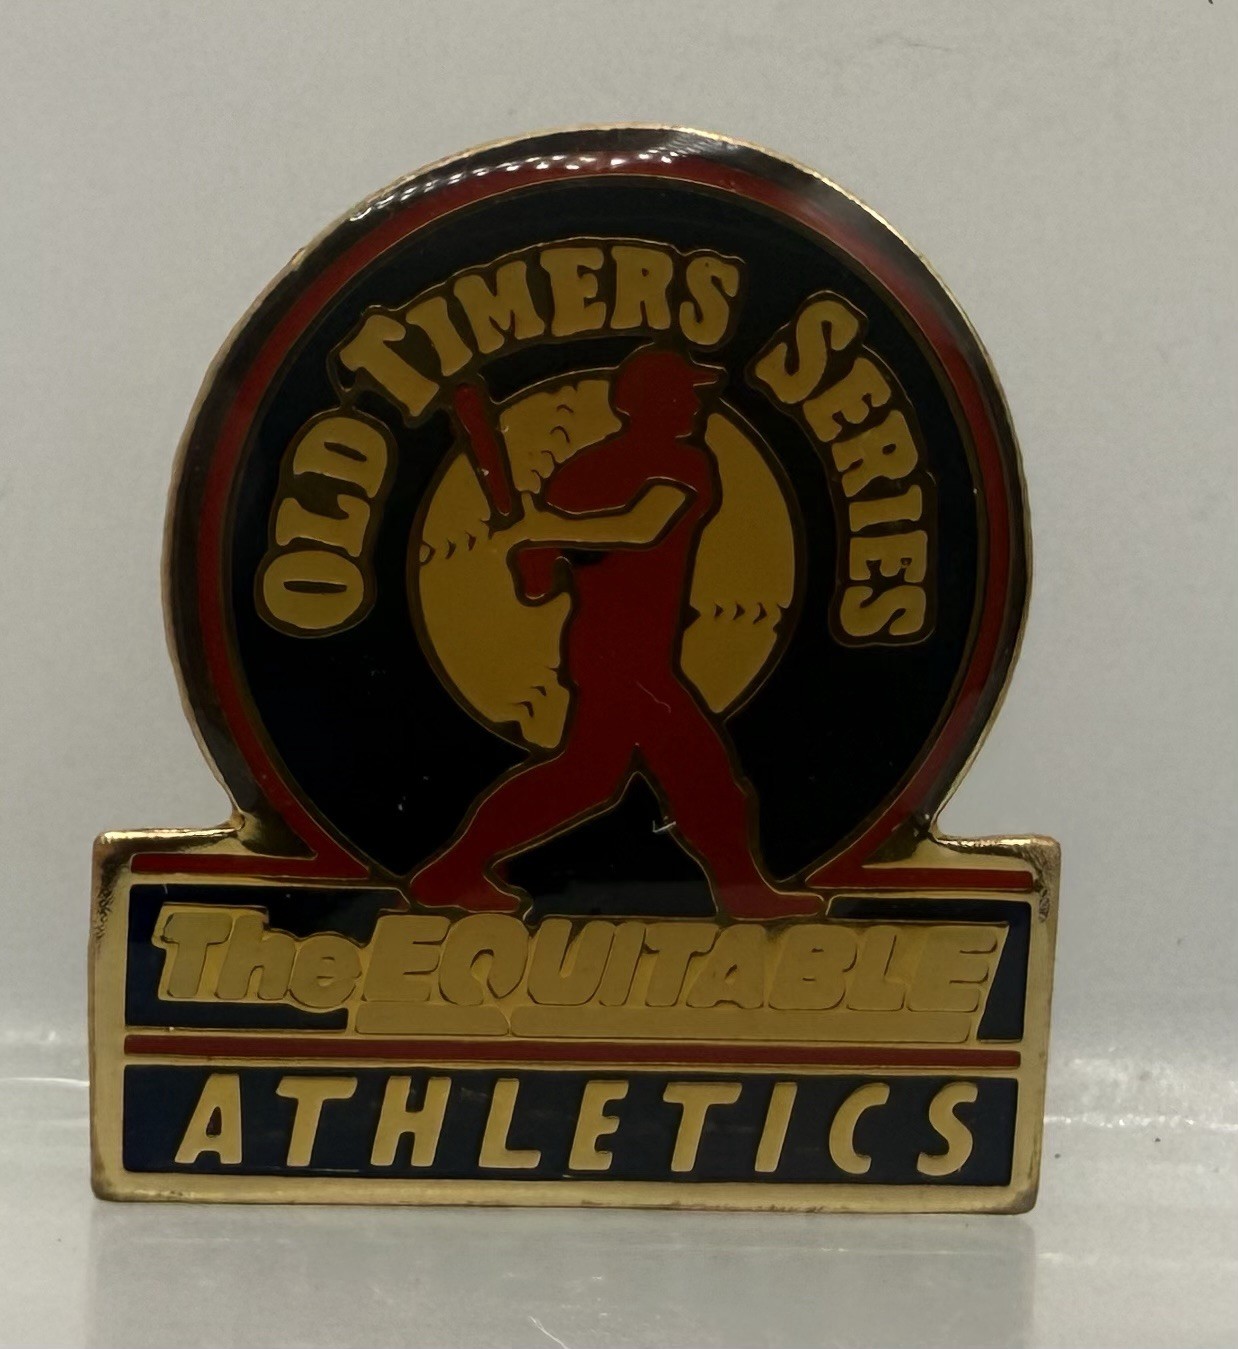 OLD TIMERS SERIES
The EQUITABLE
ATHLETICS